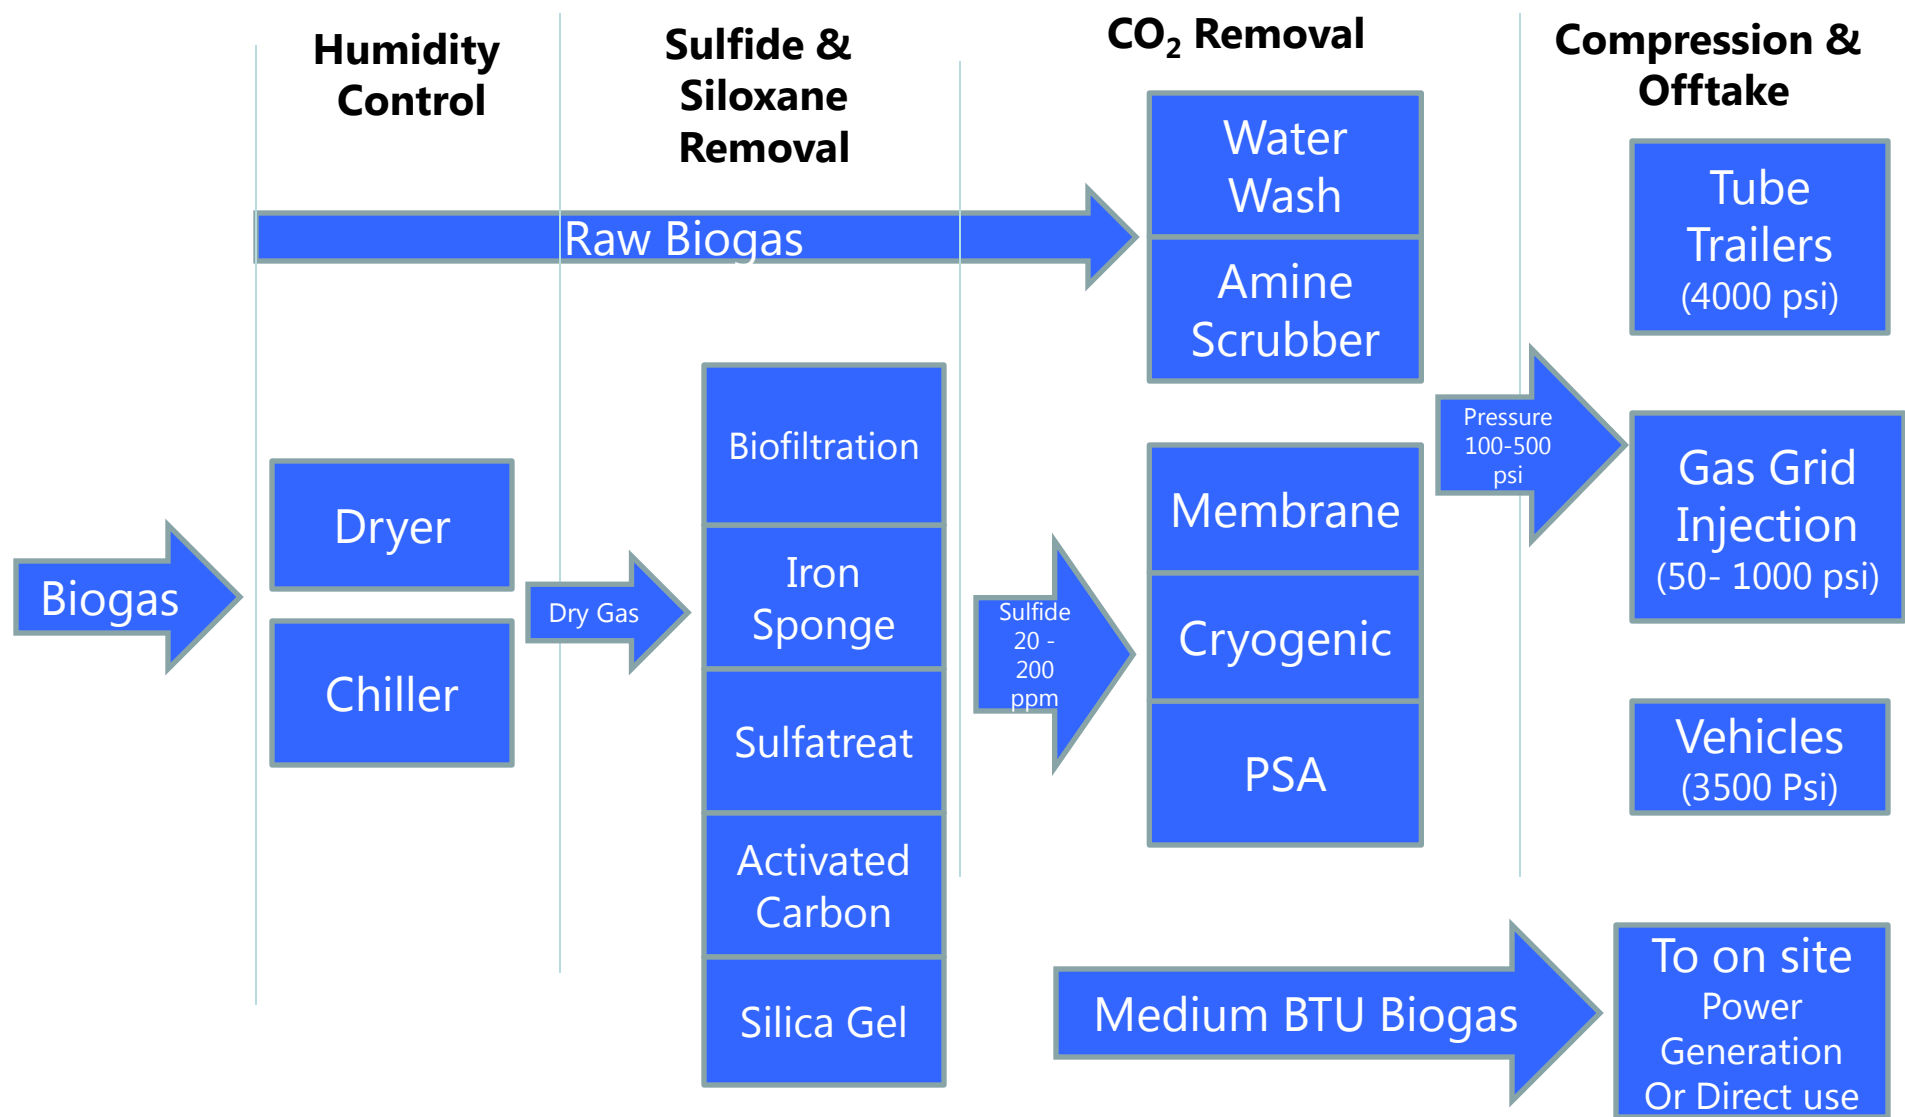 Humidity
Control
Sulfide &
Siloxane
Removal
CO₂ Removal
Compression &
Offtake
Raw Biogas
Water
Wash
Amine
Scrubber
Tube
Trailers
(4000 psi)
Biogas
Dryer
Chiller
Dry Gas
Biofiltration
Iron
Sponge
Sulfatreat
Activated
Carbon
Silica Gel
Sulfide
20 -
200
ppm
Membrane
Cryogenic
PSA
Pressure
100-500
psi
Gas Grid
Injection
(50- 1000 psi)
Vehicles
(3500 Psi)
Medium BTU Biogas
To on site
Power
Generation
Or Direct use